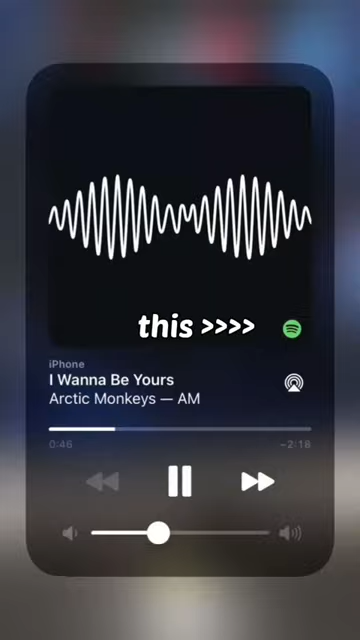 this >>>>
iPhone
I Wanna Be Yours
Arctic Monkeys — AM
0:46
-2:18